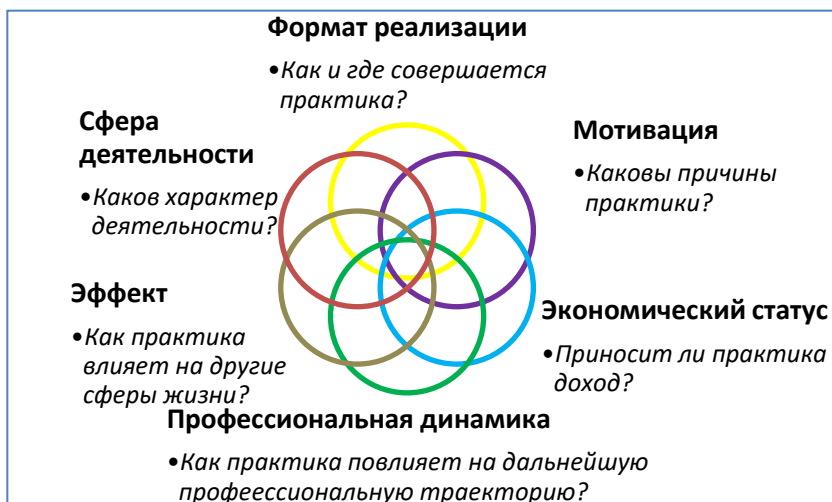 Формат реализации
•Как и где совершается
практика?
Сфера
деятельности
•Каков характер
деятельности?
Мотивация
•Каковы причины
практики?
Эффект
•Как практика
влияет на другие
сферы жизни?
Экономический статус
•Приносит ли практика
доход?
Профессиональная динамика
•Как практика повлияет на дальнейшую
профеессиональную траекторию?